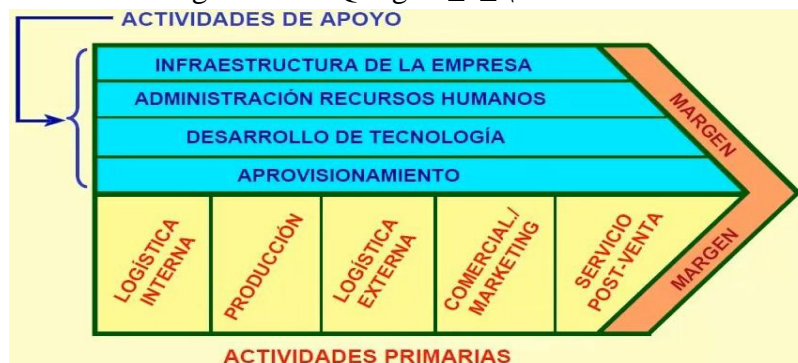 ACTIVIDADES DE APOYO
INFRAESTRUCTURA DE LA EMPRESA
ADMINISTRACIÓN RECURSOS HUMANOS
DESARROLLO DE TECNOLOGÍA
APROVISIONAMIENTO
MARGEN
LOGÍSTICA
INTERNA
PRODUCCIÓN
LOGÍSTICA
EXTERNA
COMERCIAL./
MARKETING
SERVICIO
POST-VENTA
MARGEN
ACTIVIDADES PRIMARIAS